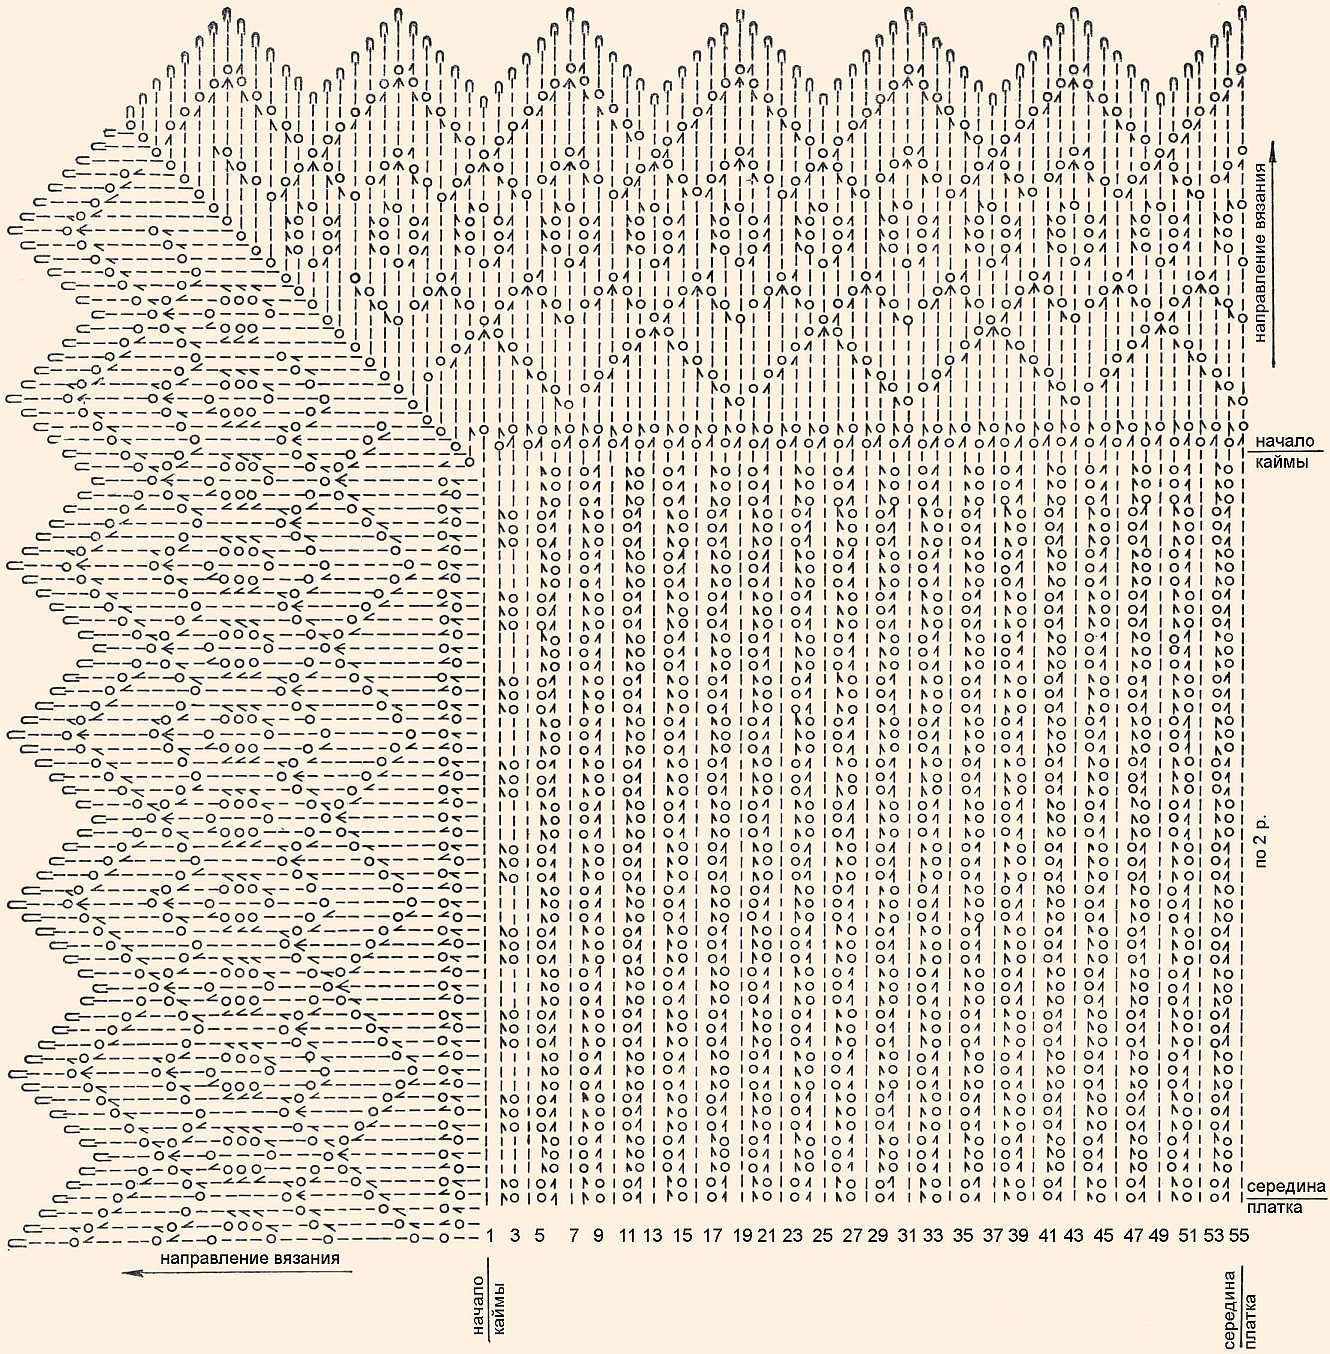 направление вязания
начало
каймы
по 2 р.
середина
платка
1 3 5 7 9 11 13 15 17 19 21 23 25 27 29 31 33 35 37 39 41 43 45 47 49 51 53 55
направление вязания
начало
каймы
середина
платка